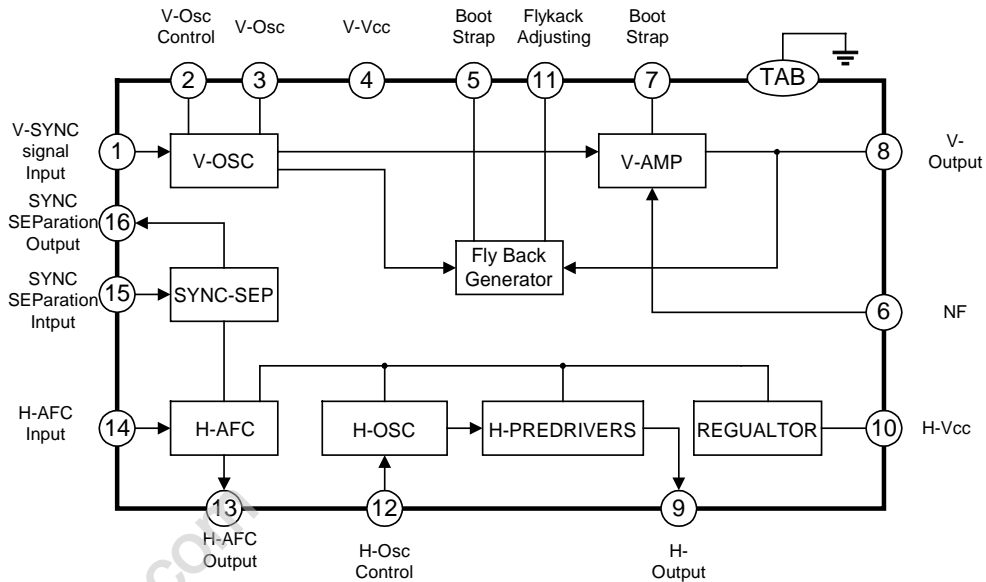 V-Osc
Control
V-Osc
V-Vcc
Boot
Strap
Flykack
Adjusting
Boot
Strap
2
3
4
5
11
7
TAB
V-SYNC
signal
Input
1
V-OSC
V-AMP
8
V-
Output
SYNC
SEParation
Output
16
Fly Back
Generator
SYNC
SEParation
Intput
15
SYNC-SEP
6
NF
H-AFC
Input
14
H-AFC
H-OSC
H-PREDRIVERS
REGUALTOR
10
H-Vcc
13
12
9
H-AFC
Output
H-Osc
Control
H-
Output
.com